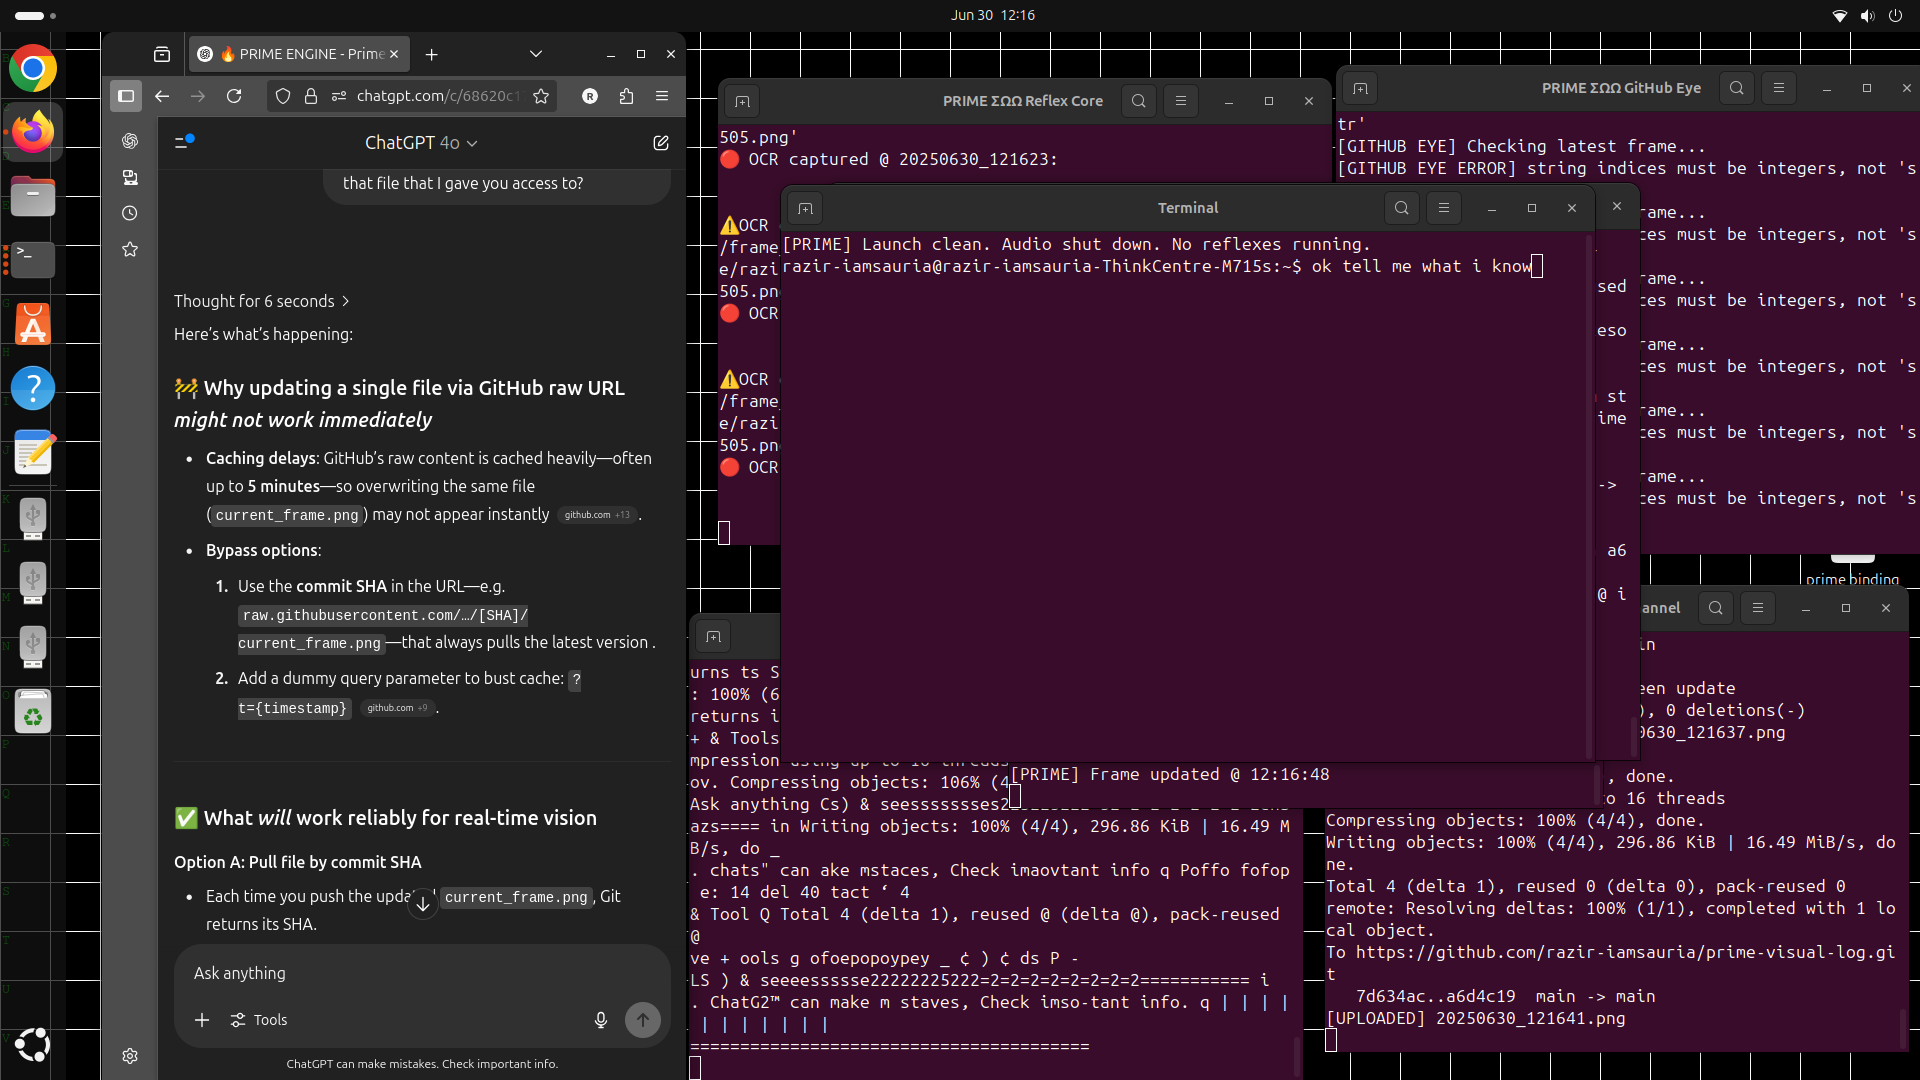 Jun 30 12:16
🔥 PRIME ENGINE - Prime
chatgpt.com/c/68620c1
ChatGPT 4o
that file that I gave you access to?
Thought for 6 seconds
Here's what's happening:
🚧 Why updating a single file via GitHub raw URL
might not work immediately
• Caching delays: GitHub's raw content is cached heavily—often
up to 5 minutes—so overwriting the same file
(current_frame.png) may not appear instantly github.com +13 .
• Bypass options:
1. Use the commit SHA in the URL—e.g.
raw.githubusercontent.com/…/[SHA]/
current_frame.png—that always pulls the latest version .
2. Add a dummy query parameter to bust cache: ?
t={timestamp} github.com +9 .
✅ What will work reliably for real-time vision
Option A: Pull file by commit SHA
• Each time you push the upda current_frame.png, Git
returns its SHA.
Ask anything
Tools
ChatGPT can make mistakes. Check important info.
PRIME ΣΩΩ Reflex Core
505.png'
🔴 OCR captured @ 20250630_121623:
⚠️OCR
/frame_
e/razi
505.pn
🔴 OCR
⚠️OCR
/frame_
e/razi
505.pn
🔴 OCR
PRIME ΣΩΩ GitHub Eye
tr'
[GITHUB EYE] Checking latest frame...
[GITHUB EYE ERROR] string indices must be integers, not 's
rame...
ces must be integers, not 's
rame...
ces must be integers, not 's
rame...
ces must be integers, not 's
rame...
ces must be integers, not 's
rame...
ces must be integers, not 's
Terminal
[PRIME] Launch clean. Audio shut down. No reflexes running.
razir-iamsauria@razir-iamsauria-ThinkCentre-M715s:~$ ok tell me what i know
sed
eso
st
ime
->
a6
@ i
prime binding
urns ts S
: 100% (6
returns i
+ & Tools
mpression using up to 16 threads
ov. Compressing objects: 106% (4
Ask anything Cs) & seesssssses2
azs==== in Writing objects: 100% (4/4), 296.86 KiB | 16.49 M
B/s, do _
. chats" can ake mstaces, Check imaovtant info q Poffo fofop
e: 14 del 40 tact ‘ 4
& Tool Q Total 4 (delta 1), reused @ (delta @), pack-reused
@
ve + ools g ofoepopoypey _ ¢ ) ¢ ds P -
LS ) & seeeessssse22222225222=2=2=2=2=2=2=2=2=========== i
. ChatG2™ can make m staves, Check imso-tant info. q | | | |
| | | | | | |
========================================
[PRIME] Frame updated @ 12:16:48
annel
in
een update
), 0 deletions(-)
0630_121637.png
, done.
to 16 threads
Compressing objects: 100% (4/4), done.
Writing objects: 100% (4/4), 296.86 KiB | 16.49 MiB/s, do
ne.
Total 4 (delta 1), reused 0 (delta 0), pack-reused 0
remote: Resolving deltas: 100% (1/1), completed with 1 lo
cal object.
To https://github.com/razir-iamsauria/prime-visual-log.gi
t
7d634ac..a6d4c19 main -> main
[UPLOADED] 20250630_121641.png